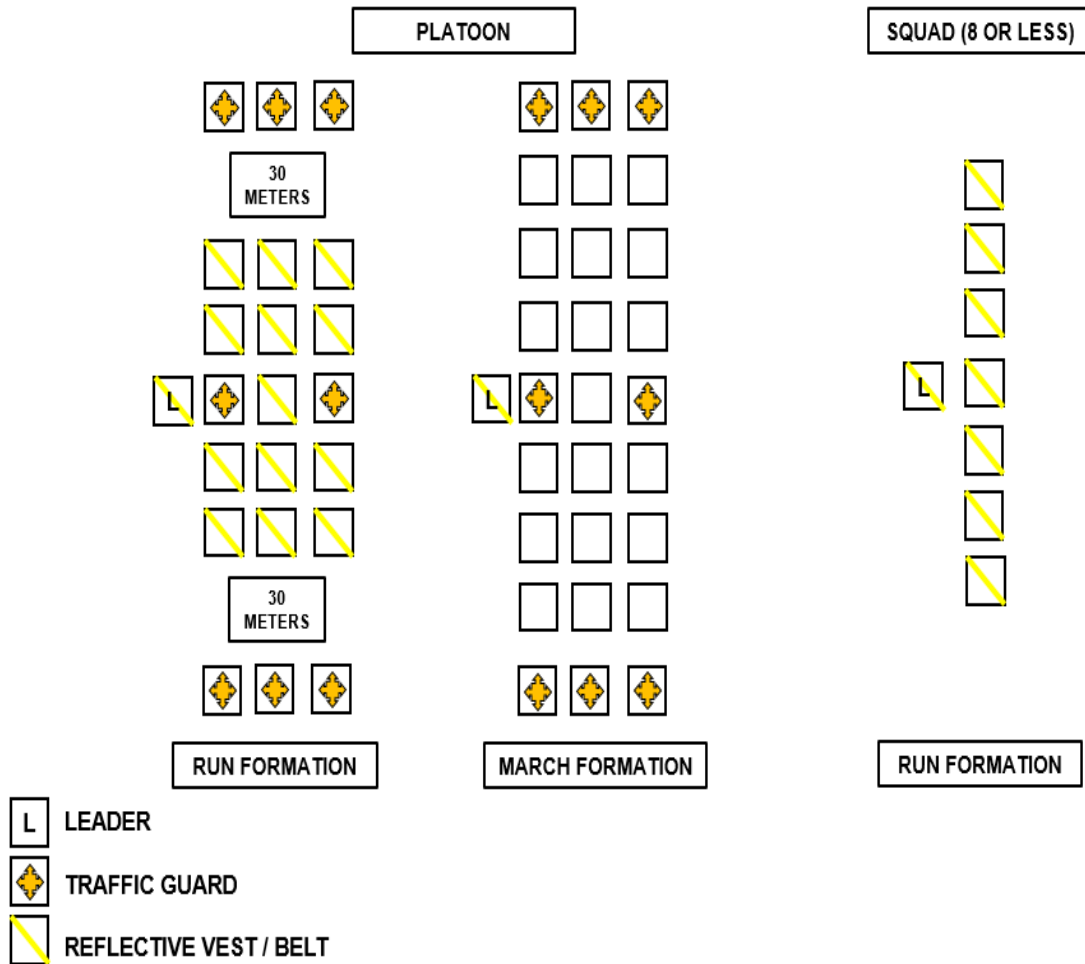 PLATOON
SQUAD (8 OR LESS)
30
METERS
L
L
L
30
METERS
RUN FORMATION
MARCH FORMATION
RUN FORMATION
L LEADER
TRAFFIC GUARD
REFLECTIVE VEST / BELT